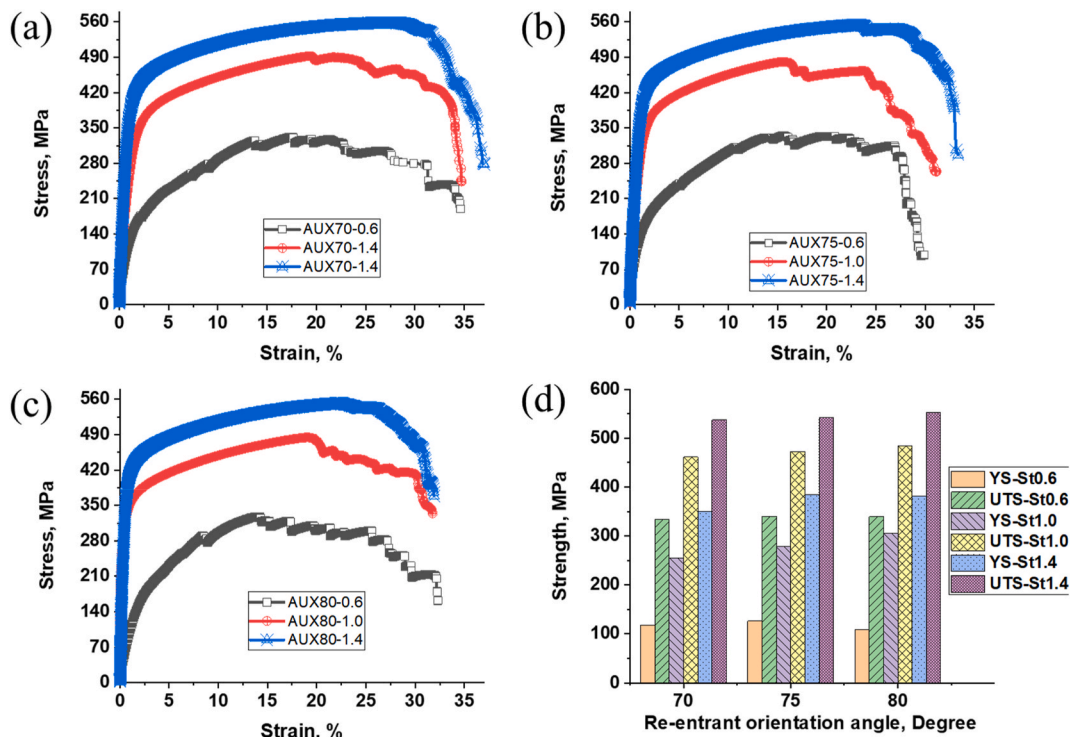 (a)
560
490
420
350
280
210
140
70
0
Stress, MPa
AUX70-0.6
AUX70-1.4
AUX70-1.4
0 5 10 15 20 25 30 35
Strain, %
(b)
560
490
420
350
280
210
140
70
0
Stress, MPa
AUX75-0.6
AUX75-1.0
AUX75-1.4
0 5 10 15 20 25 30 35
Strain, %
(c)
560
490
420
350
280
210
140
70
0
Stress, MPa
AUX80-0.6
AUX80-1.0
AUX80-1.4
0 5 10 15 20 25 30 35
Strain, %
(d)
600
500
400
300
200
100
0
Strength, MPa
YS-St0.6
UTS-St0.6
YS-St1.0
UTS-St1.0
YS-St1.4
UTS-St1.4
70 75 80
Re-entrant orientation angle, Degree